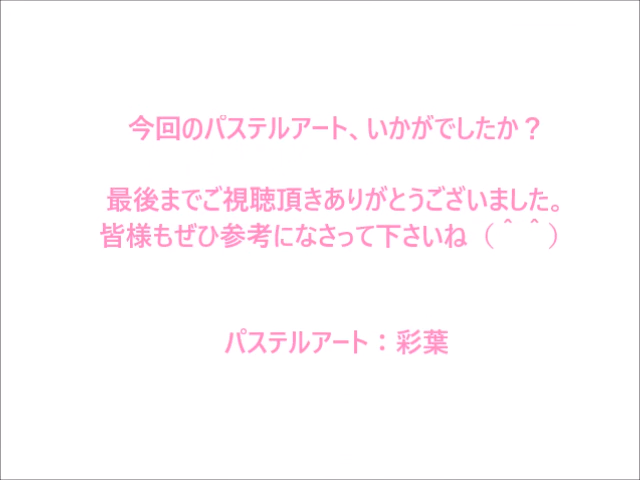 今回のパステルアート、いかがでしたか？
最後までご視聴頂きありがとうございました。
皆様もぜひ参考になさって下さいね （＾ ＾）
パステルアート：彩葉